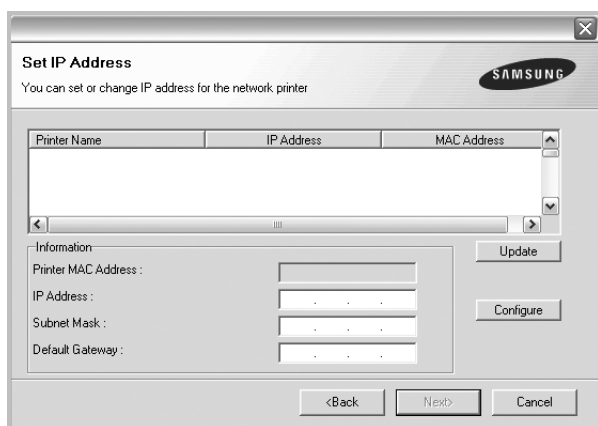 Set IP Address
You can set or change IP address for the network printer
SAMSUNG
Printer Name IP Address MAC Address
Information
Printer MAC Address :
IP Address :
Subnet Mask :
Default Gateway :
Update
Configure
<Back Next> Cancel